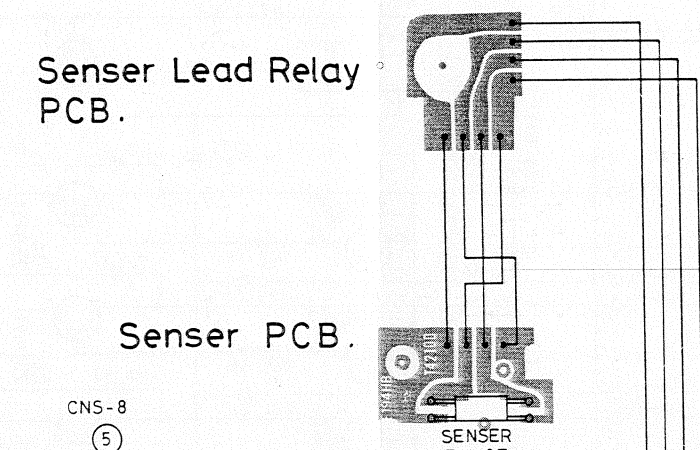 Senser Lead Relay
PCB.
Senser PCB.
CNS-8
5
SENSER